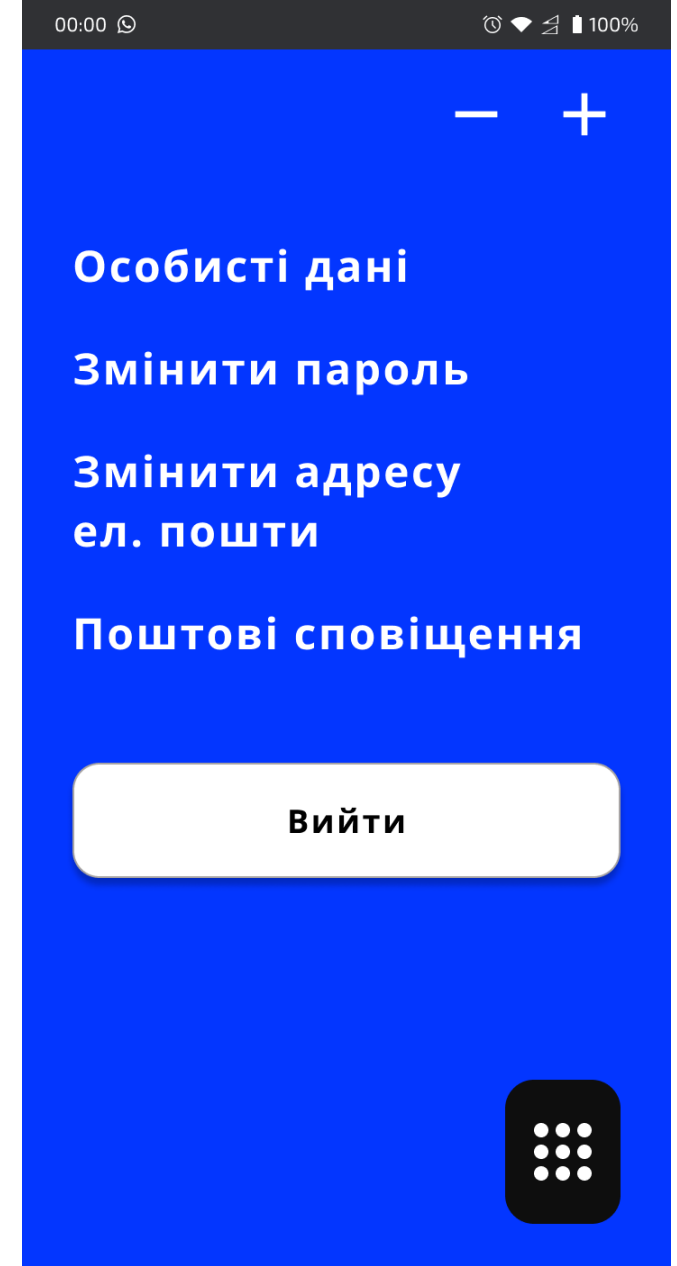 00:00 100%
Особисті дані
Змінити пароль
Змінити адресу
ел. пошти
Поштові сповіщення
Вийти